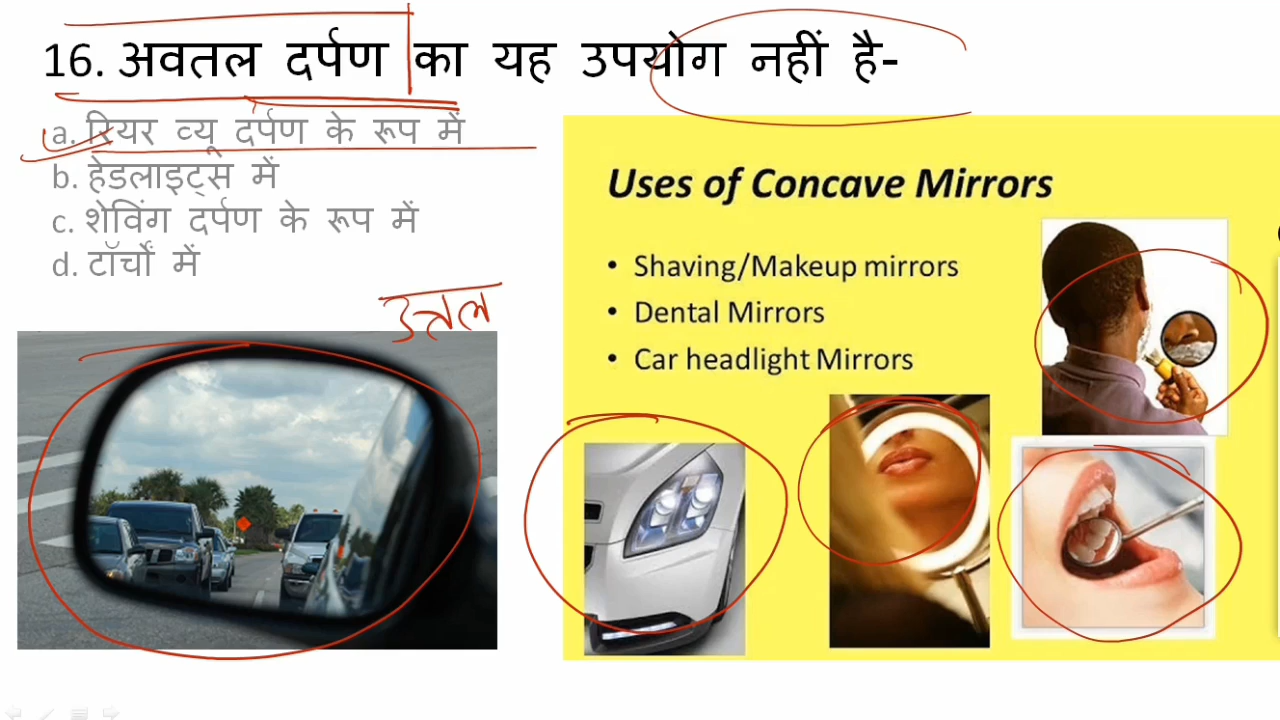 16. अवतल दर्पण का यह उपयोग नहीं है-
a. रियर व्यू दर्पण के रूप में
b. हेडलाइट्स में
c. शेविंग दर्पण के रूप में
d. टॉर्चों में
उत्तल
Uses of Concave Mirrors
• Shaving/Makeup mirrors
• Dental Mirrors
• Car headlight Mirrors